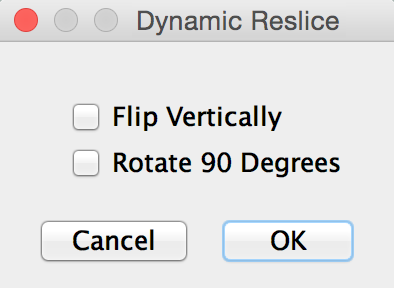 Dynamic Reslice
Flip Vertically
Rotate 90 Degrees
Cancel OK